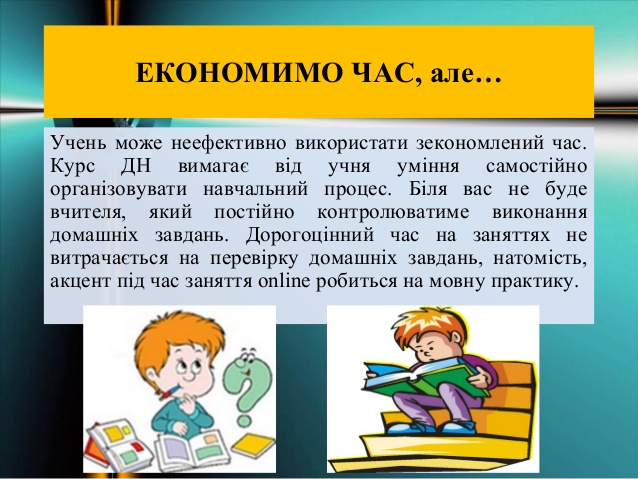 ЕКОНОМИМО ЧАС, але…
Учень може неефективно використати зекономлений час.
Курс ДН вимагає від учня уміння самостійно
організовувати навчальний процес. Біля вас не буде
вчителя, який постійно контролюватиме виконання
домашніх завдань. Дорогоцінний час на заняттях не
витрачається на перевірку домашніх завдань, натомість,
акцент під час заняття online робиться на мовну практику.